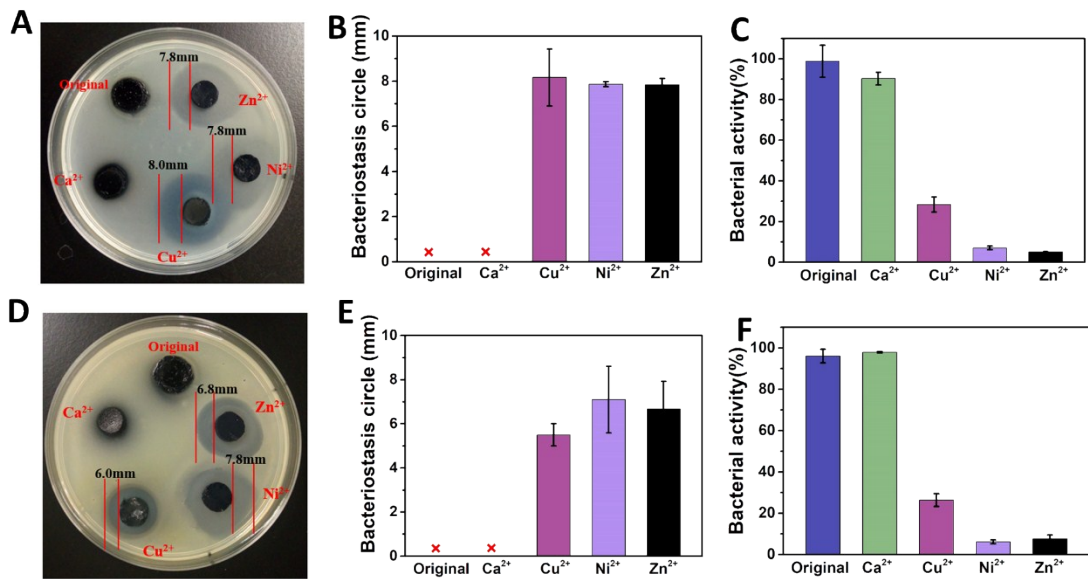 A
Original
7.8mm
Zn²⁺
7.8mm
Ca²⁺
8.0mm
Ni²⁺
Cu²⁺
B
Bacteriostasis circle (mm)
10
8
6
4
2
0
Original Ca²⁺ Cu²⁺ Ni²⁺ Zn²⁺
C
Bacterial activity(%)
100
80
60
40
20
0
Original Ca²⁺ Cu²⁺ Ni²⁺ Zn²⁺
D
Original
6.8mm
Ca²⁺
Zn²⁺
6.0mm
7.8mm
Ni²⁺
Cu²⁺
E
Bacteriostasis circle (mm)
10
8
6
4
2
0
Original Ca²⁺ Cu²⁺ Ni²⁺ Zn²⁺
F
Bacterial activity(%)
100
80
60
40
20
0
Original Ca²⁺ Cu²⁺ Ni²⁺ Zn²⁺